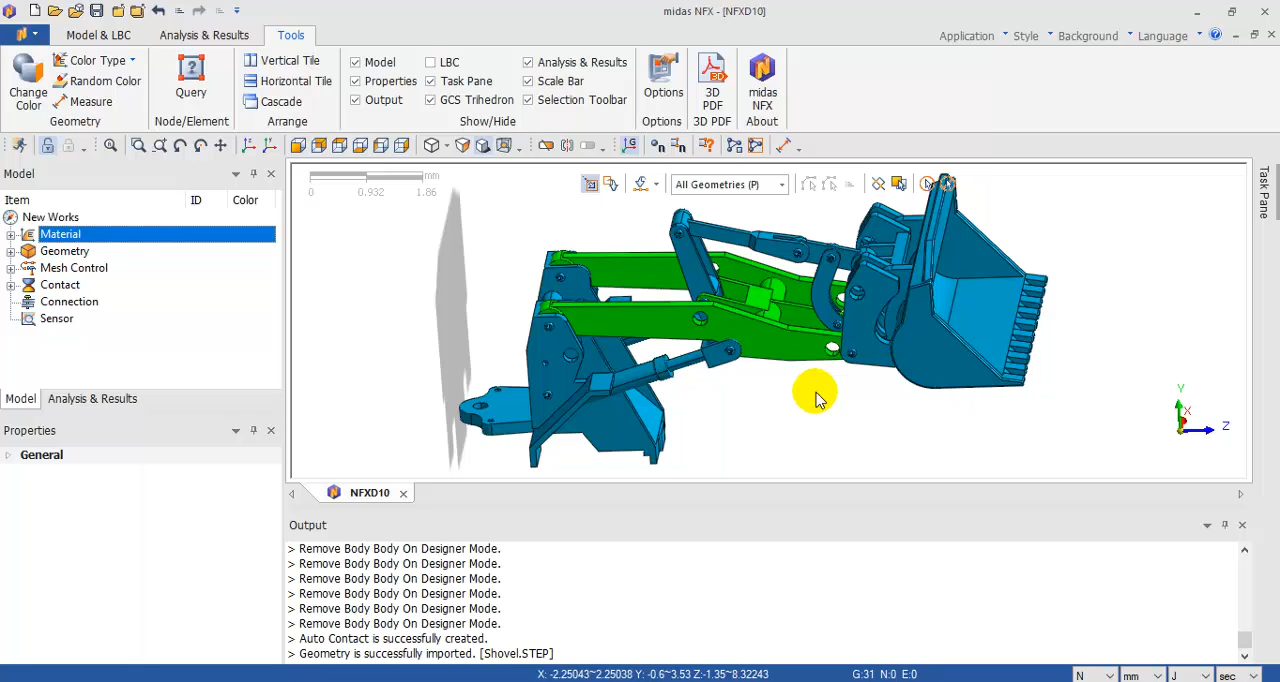 midas NFX - [NFXD10]
Model & LBC
Analysis & Results
Tools
Application
Style
Background
Language
Change Color
Color Type
Random Color
Measure
Geometry
Query
Node/Element
Vertical Tile
Horizontal Tile
Cascade
Arrange
Model
LBC
Analysis & Results
Properties
Task Pane
Scale Bar
Output
GCS Trihedron
Selection Toolbar
Show/Hide
Options
Options
3D PDF
3D PDF
midas NFX
About
Model
Item ID Color
New Works
Material
Geometry
Mesh Control
Contact
Connection
Sensor
Model
Analysis & Results
Properties
General
mm
0 0.932 1.86
All Geometries (P)
Task Pane
Y
X
Z
NFXD10
Output
> Remove Body Body On Designer Mode.
> Remove Body Body On Designer Mode.
> Remove Body Body On Designer Mode.
> Remove Body Body On Designer Mode.
> Remove Body Body On Designer Mode.
> Remove Body Body On Designer Mode.
> Auto Contact is successfully created.
> Geometry is successfully imported. [Shovel.STEP]
X: -2.25043~2.25038 Y: -0.6~3.53 Z:-1.35~8.32243
G:31 N:0 E:0
N
mm
J
sec